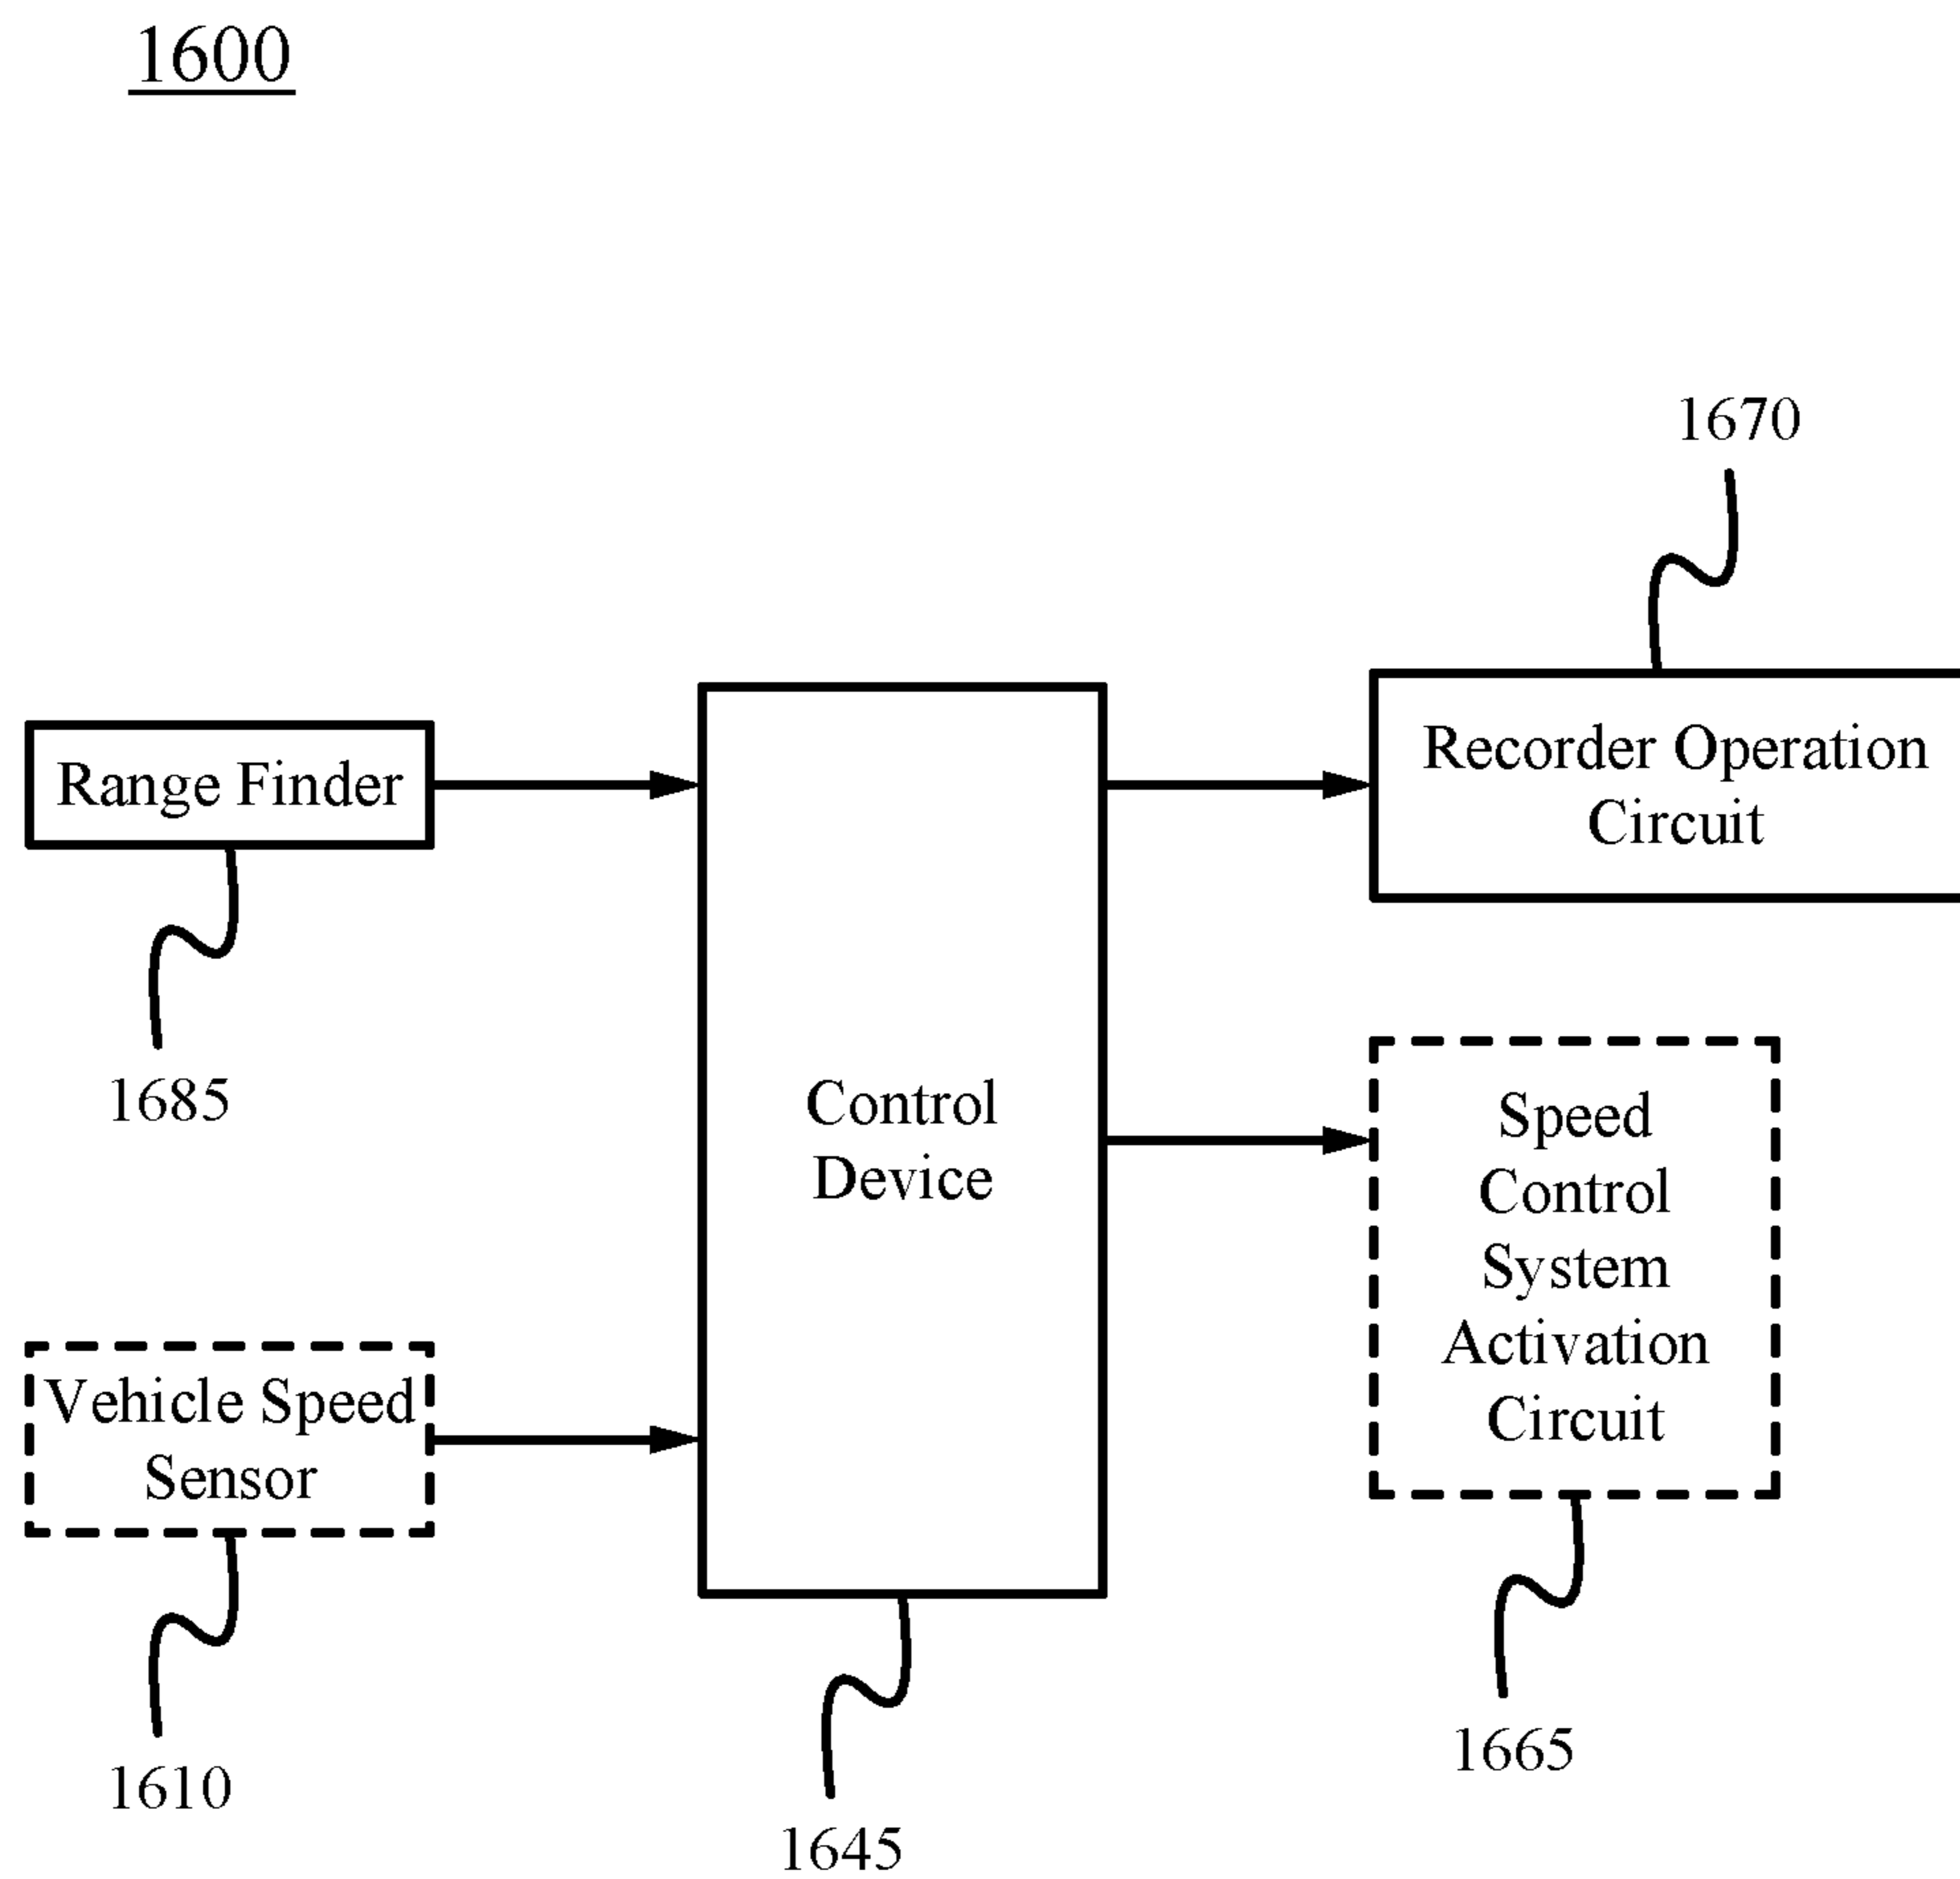 1600
1670
Range Finder
Recorder Operation
Circuit
1685
Control
Device
Speed
Control
System
Activation
Circuit
Vehicle Speed
Sensor
1610
1645
1665